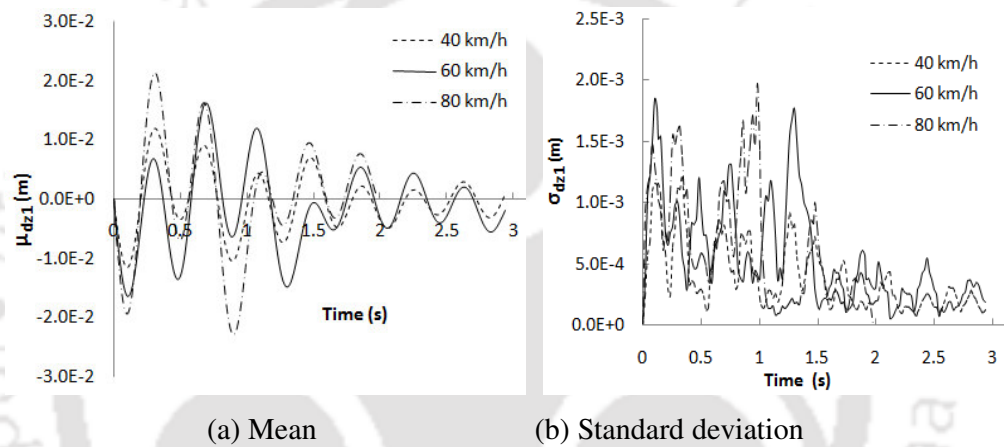 3.0E-2
2.0E-2
1.0E-2
0.0E+0
-1.0E-2
-2.0E-2
-3.0E-2
μdz1 (m)
0 0.5 1 1.5 2 2.5 3
Time (s)
40 km/h
60 km/h
80 km/h
2.5E-3
2.0E-3
1.5E-3
1.0E-3
5.0E-4
0.0E+0
σdz1 (m)
0 0.5 1 1.5 2 2.5 3
Time (s)
40 km/h
60 km/h
80 km/h
(a) Mean
(b) Standard deviation